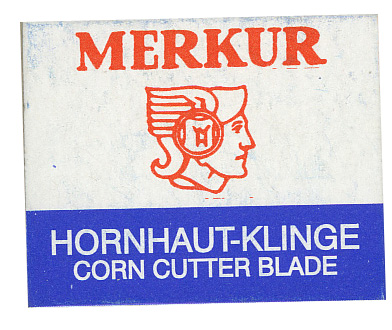 MERKUR
HORNHAUT-KLINGE
CORN CUTTER BLADE